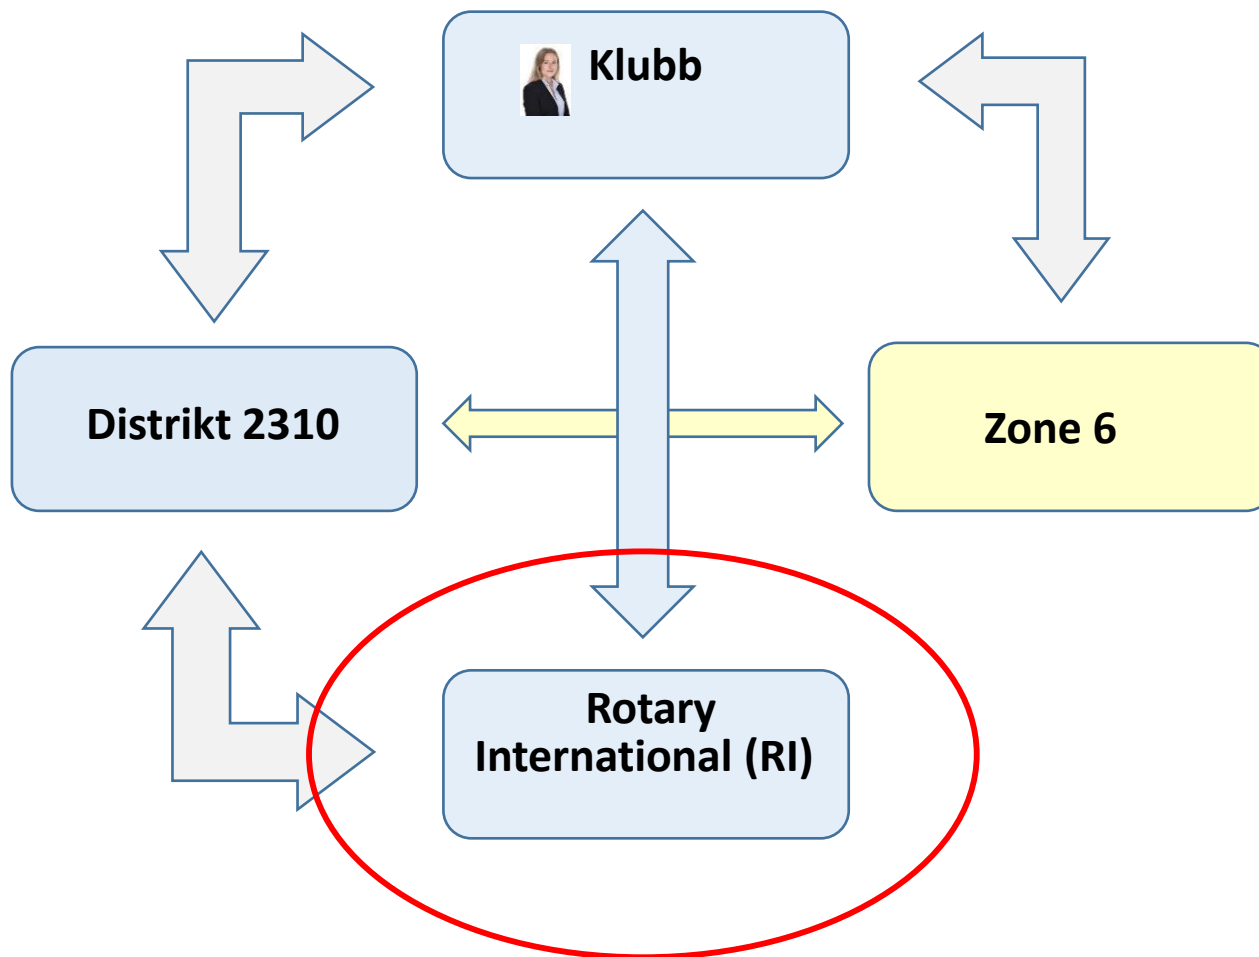 Klubb
Distrikt 2310
Zone 6
Rotary
International (RI)